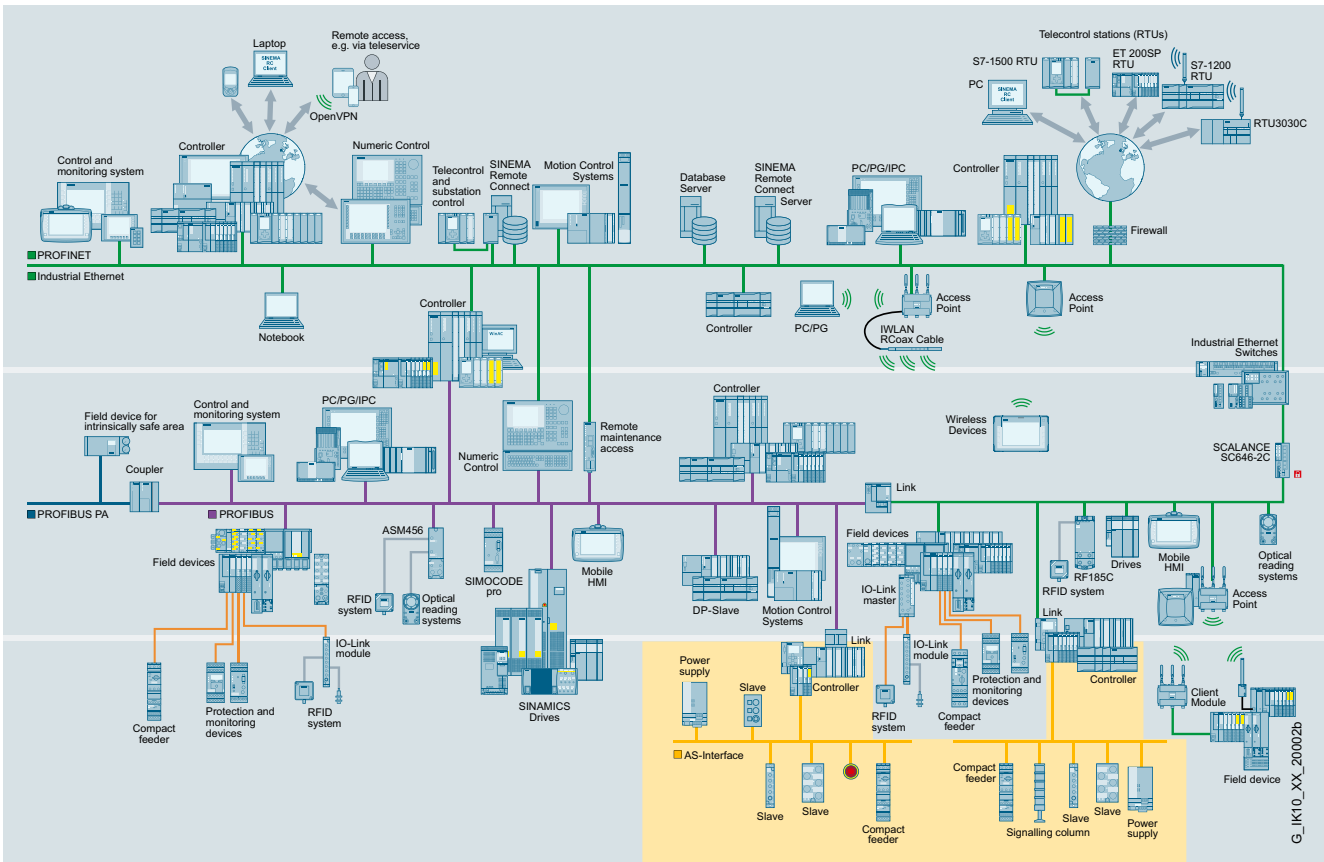 Laptop
SINEMA
RC
Client
Remote access,
e.g. via teleservice
OpenVPN
Telecontrol stations (RTUs)
S7-1500 RTU
ET 200SP
RTU
S7-1200
RTU
PC
SINEMA
RC
Client
RTU3030C
Control and
monitoring system
Controller
Numeric Control
Telecontrol
and
substation
control
SINEMA
Remote
Connect
Motion Control
Systems
Database
Server
SINEMA
Remote
Connect
Server
PC/PG/IPC
Controller
Firewall
PROFINET
Industrial Ethernet
Notebook
Controller
WinAC
Controller
PC/PG
Access
Point
IWLAN
RCoax Cable
Access
Point
Industrial Ethernet
Switches
Field device for
intrinsically safe area
Control and
monitoring system
PC/PG/IPC
Coupler
Numeric
Control
Remote
maintenance
access
Controller
Wireless
Devices
SCALANCE
SC646-2C
Link
PROFIBUS PA
PROFIBUS
Field devices
ASM456
RFID
system
Optical
reading
systems
SIMOCODE
pro
Mobile
HMI
DP-Slave
Motion Control
Systems
Field devices
IO-Link
master
RFID system
RF185C
Drives
Mobile
HMI
Optical
reading systems
Access
Point
Link
Link
IO-Link
module
Compact
feeder
Protection and
monitoring
devices
RFID
system
SINAMICS
Drives
Power
supply
Slave
Controller
IO-Link
module
RFID
system
Compact
feeder
Protection and
monitoring
devices
Controller
Client
Module
Field device
AS-Interface
Slave
Slave
Compact
feeder
Compact
feeder
Signalling column
Slave
Slave
Power
supply
G_IK10_XX_20002b